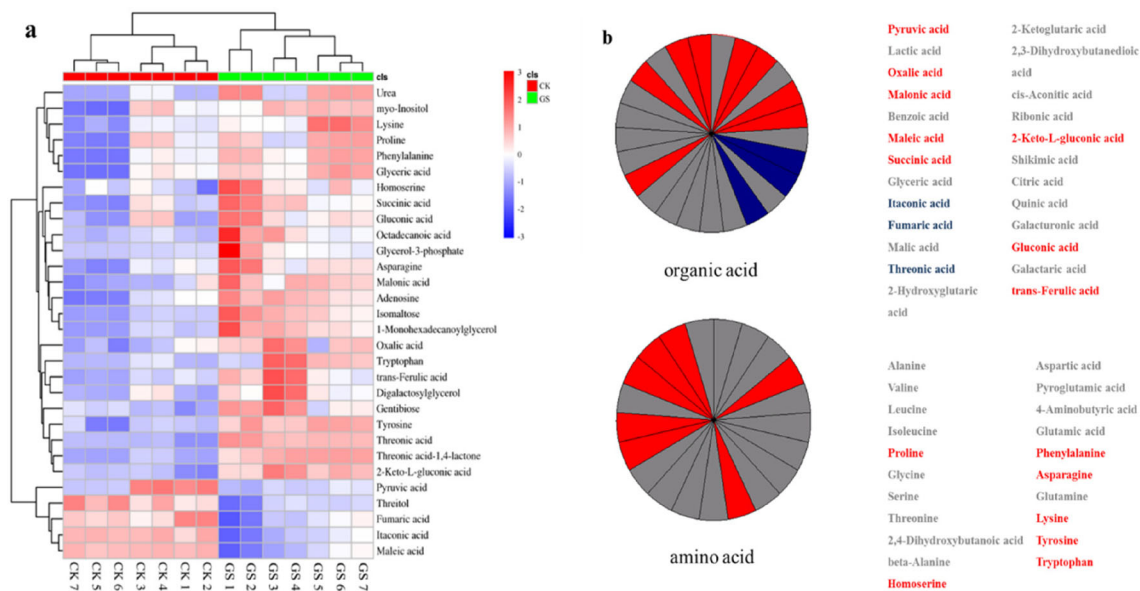 a
cls
Urea
myo-Inositol
Lysine
Proline
Phenylalanine
Glyceric acid
Homoserine
Succinic acid
Gluconic acid
Octadecanoic acid
Glycerol-3-phosphate
Asparagine
Malonic acid
Adenosine
Isomaltose
1-Monohexadecanoylglycerol
Oxalic acid
Tryptophan
trans-Ferulic acid
Digalactosylglycerol
Gentibiose
Tyrosine
Threonic acid
Threonic acid-1,4-lactone
2-Keto-L-gluconic acid
Pyruvic acid
Threitol
Fumaric acid
Itaconic acid
Maleic acid
CK 7
CK 5
CK 6
CK 3
CK 4
CK 1
CK 2
GS 1
GS 2
GS 3
GS 4
GS 5
GS 6
GS 7
3
2
1
0
-1
-2
-3
cls
CK
GS
b
organic acid
Pyruvic acid
Lactic acid
Oxalic acid
Malonic acid
Benzoic acid
Maleic acid
Succinic acid
Glyceric acid
Itaconic acid
Fumaric acid
Malic acid
Threonic acid
2-Hydroxyglutaric
acid
2-Ketoglutaric acid
2,3-Dihydroxybutanedioic
acid
cis-Aconitic acid
Ribonic acid
2-Keto-L-gluconic acid
Shikimic acid
Citric acid
Quinic acid
Galacturonic acid
Gluconic acid
Galactaric acid
trans-Ferulic acid
amino acid
Alanine
Valine
Leucine
Isoleucine
Proline
Glycine
Serine
Threonine
2,4-Dihydroxybutanoic acid
beta-Alanine
Homoserine
Aspartic acid
Pyroglutamic acid
4-Aminobutyric acid
Glutamic acid
Phenylalanine
Asparagine
Glutamine
Lysine
Tyrosine
Tryptophan